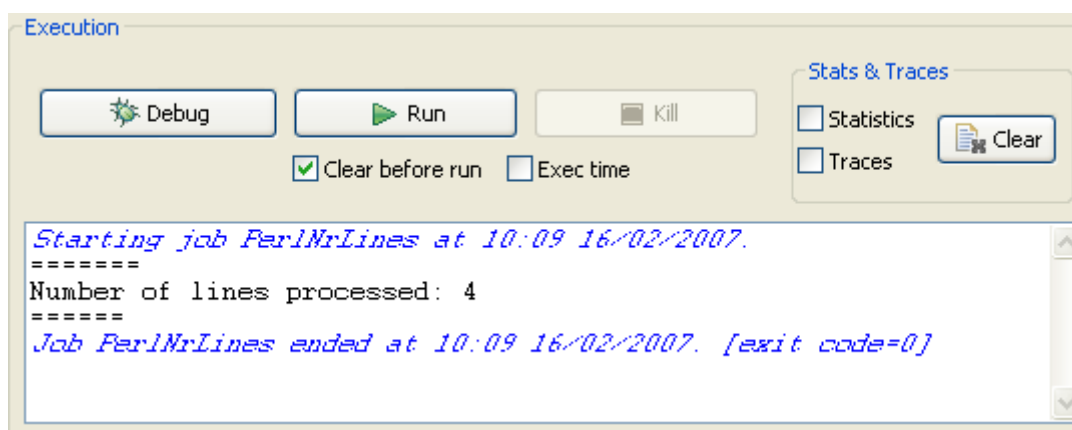 Execution
Stats & Traces
Debug
Run
Kill
Statistics
Clear
Clear before run
Exec time
Traces
Starting job PerlNrLines at 10:09 16/02/2007.
=======
Number of lines processed: 4
======
Job PerlNrLines ended at 10:09 16/02/2007. [exit code=0]